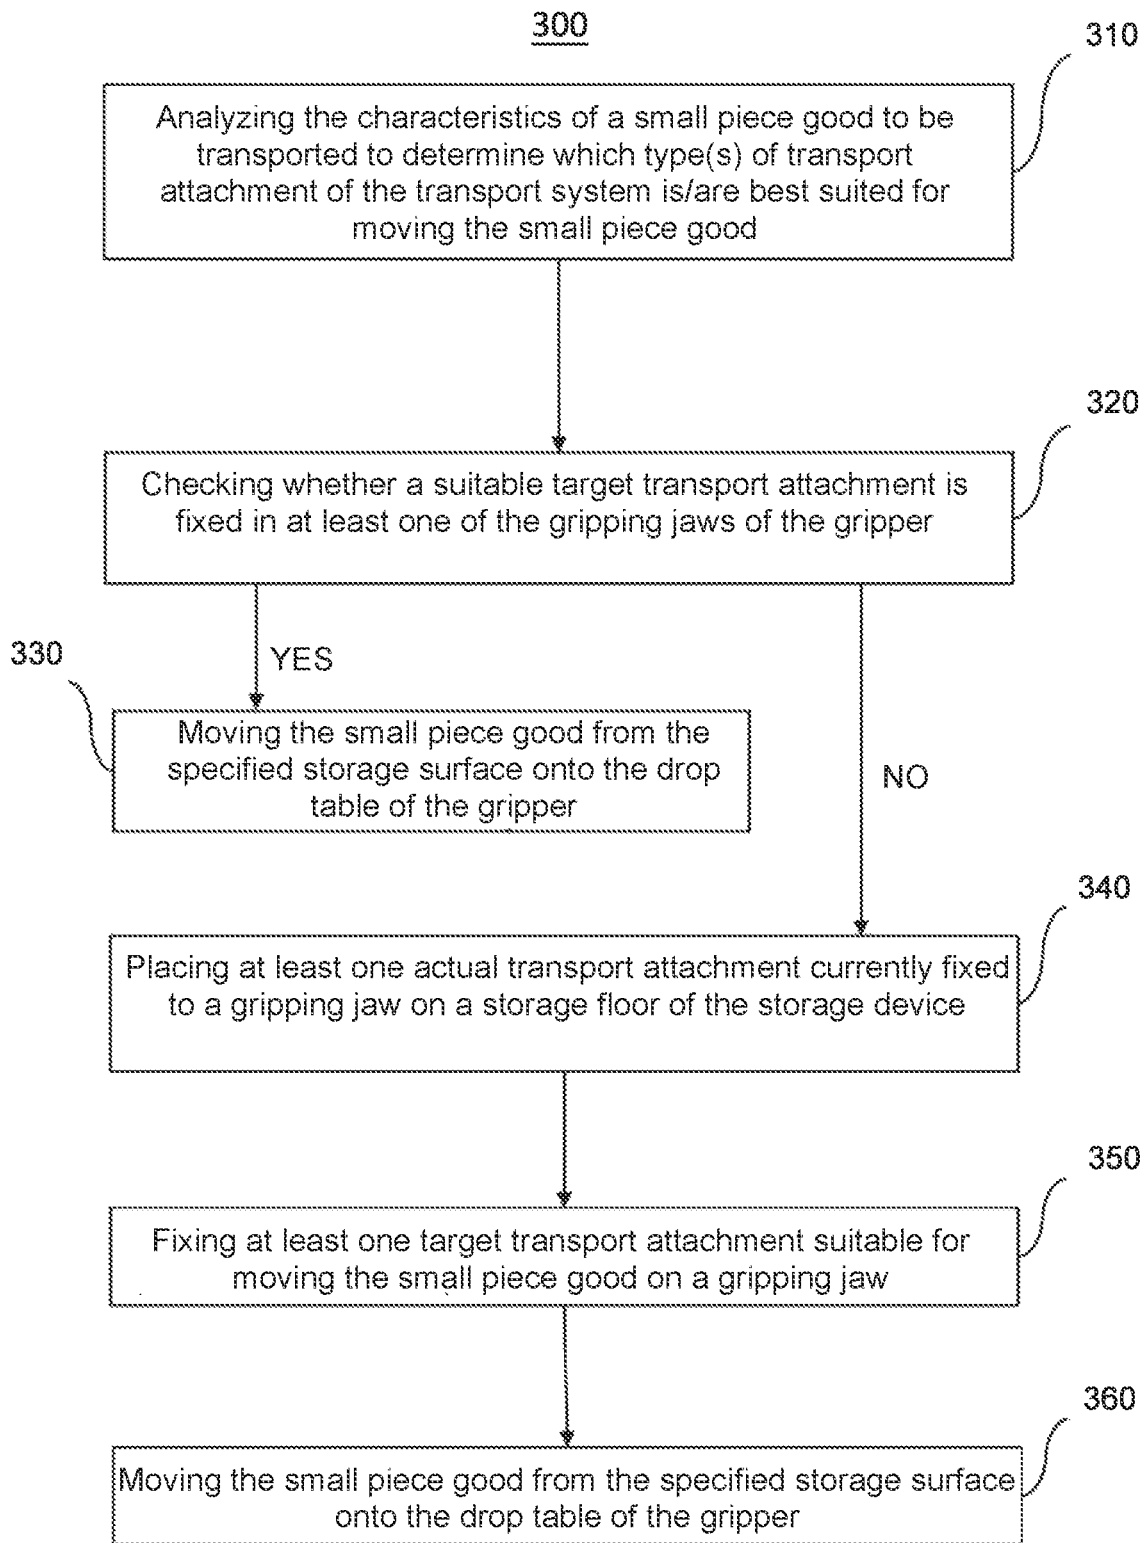 300
310
Analyzing the characteristics of a small piece good to be
transported to determine which type(s) of transport
attachment of the transport system is/are best suited for
moving the small piece good
320
Checking whether a suitable target transport attachment is
fixed in at least one of the gripping jaws of the gripper
330
YES
Moving the small piece good from the
specified storage surface onto the drop
table of the gripper
NO
340
Placing at least one actual transport attachment currently fixed
to a gripping jaw on a storage floor of the storage device
350
Fixing at least one target transport attachment suitable for
moving the small piece good on a gripping jaw
360
Moving the small piece good from the specified storage surface
onto the drop table of the gripper